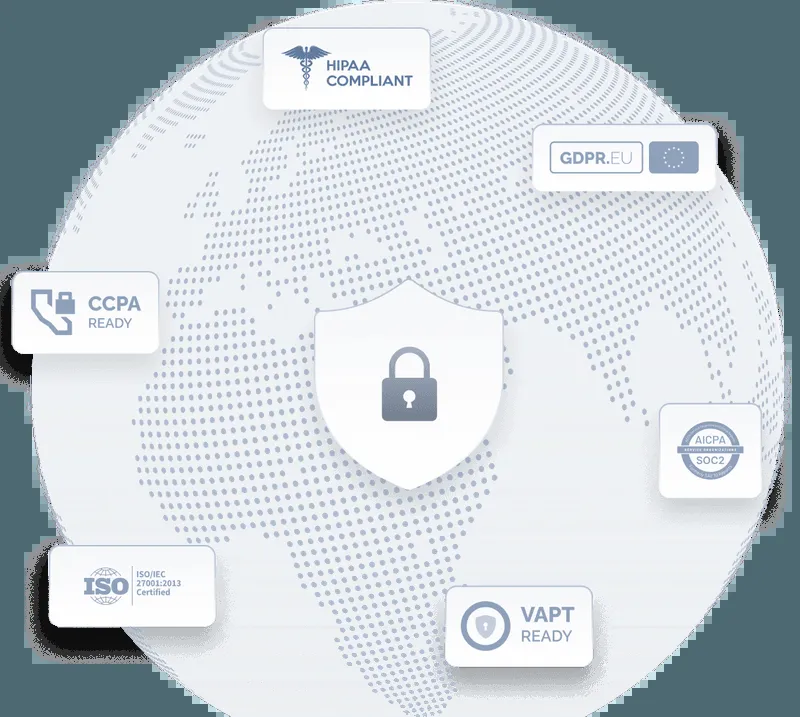 HIPAA
COMPLIANT
GDPR.EU
CCPA
READY
AICPA
SOC2
ISO
ISO/IEC
27001:2013
Certified
VAPT
READY